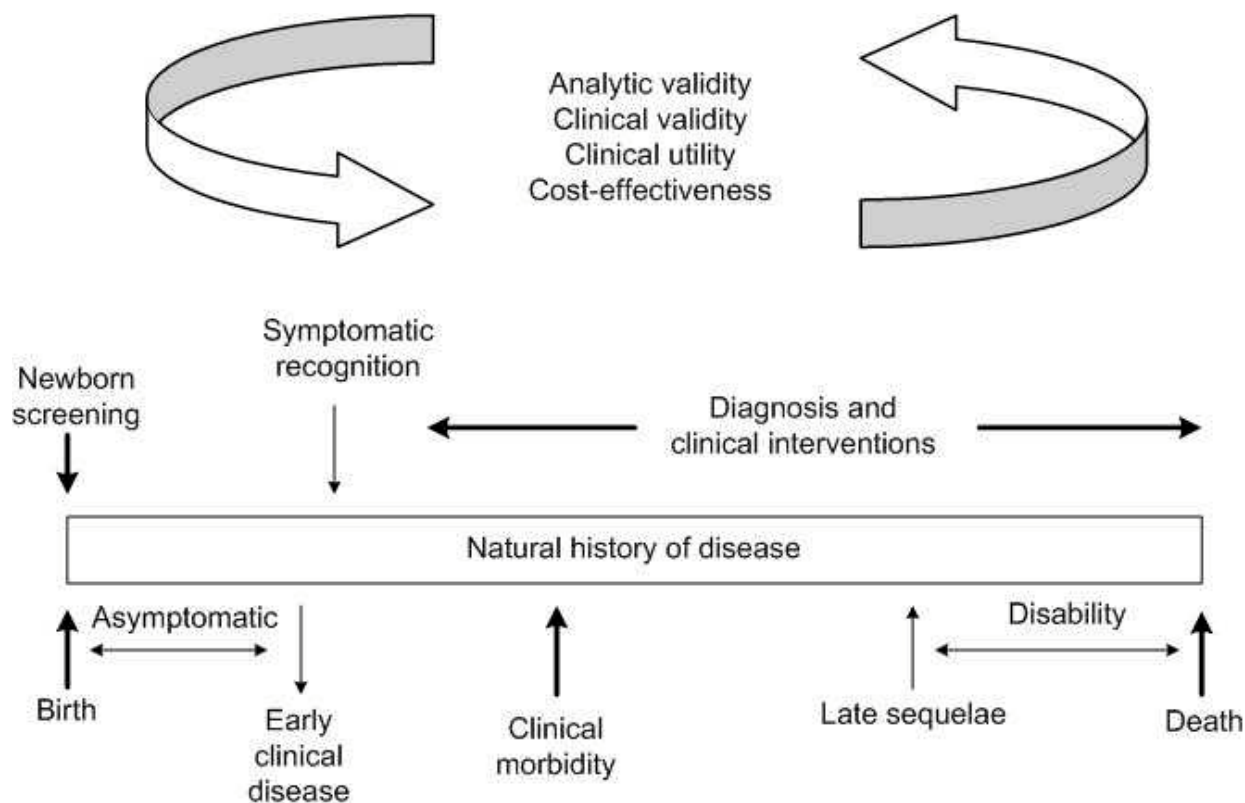 Analytic validity
Clinical validity
Clinical utility
Cost-effectiveness
Symptomatic
recognition
Newborn
screening
Diagnosis and
clinical interventions
Natural history of disease
Asymptomatic
Disability
Birth
Early
clinical
disease
Clinical
morbidity
Late sequelae
Death